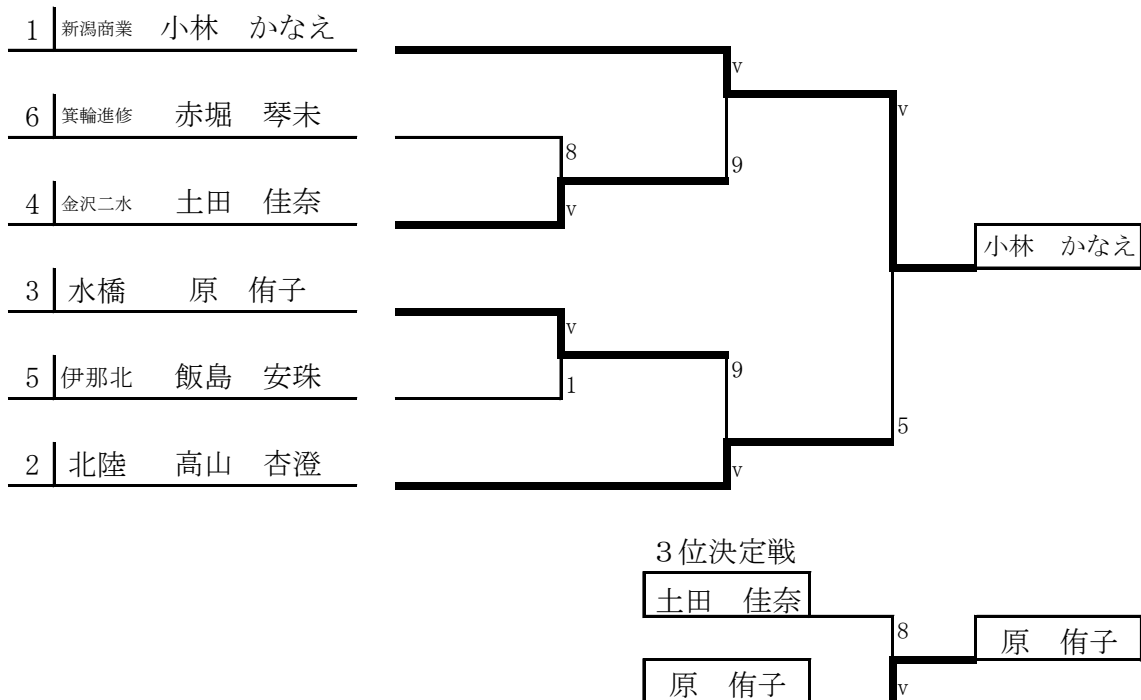 1 新潟商業 小林 かなえ
v
6 箕輪進修 赤堀 琴未
v
8
9
4 金沢二水 土田 佳奈
v
小林 かなえ
3 水橋 原 侑子
v
9
5 伊那北 飯島 安珠
1
5
2 北陸 高山 杏澄
v
3位決定戦
土田 佳奈
8
原 侑子
原 侑子
v